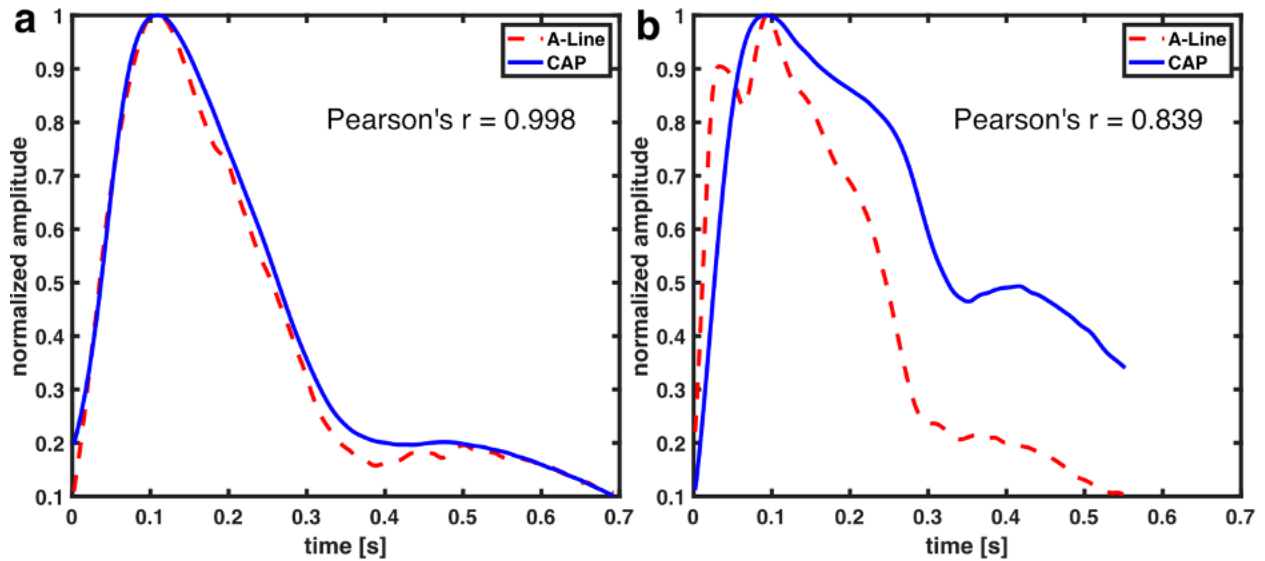 a
A-Line
CAP
Pearson's r = 0.998
normalized amplitude
1
0.9
0.8
0.7
0.6
0.5
0.4
0.3
0.2
0.1
0 0.1 0.2 0.3 0.4 0.5 0.6 0.7
time [s]
b
A-Line
CAP
Pearson's r = 0.839
normalized amplitude
1
0.9
0.8
0.7
0.6
0.5
0.4
0.3
0.2
0.1
0 0.1 0.2 0.3 0.4 0.5 0.6 0.7
time [s]